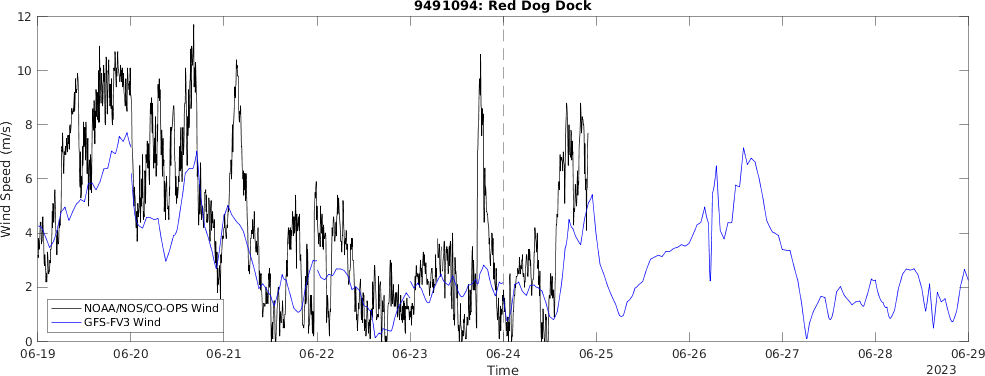 9491094: Red Dog Dock
12
10
8
6
4
2
0
Wind Speed (m/s)
NOAA/NOS/CO-OPS Wind
GFS-FV3 Wind
06-19 06-20 06-21 06-22 06-23 06-24 06-25 06-26 06-27 06-28 06-29
Time
2023